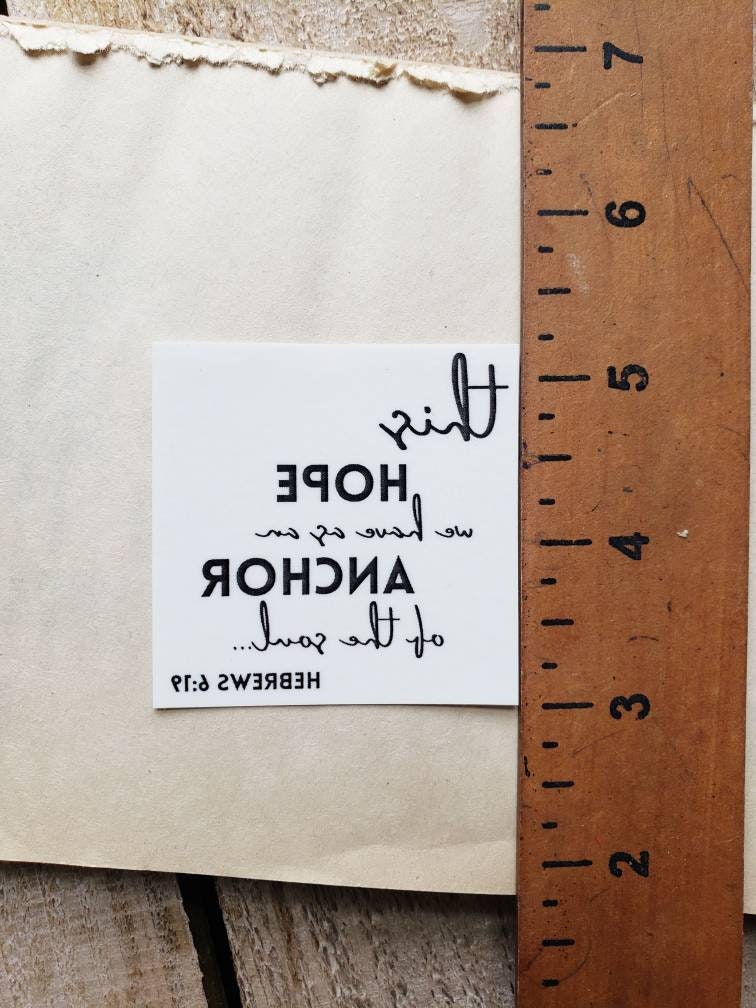 this
HOPE
we have as an
ANCHOR
of the soul...
HEBREWS 6:19
7
6
5
4
3
2